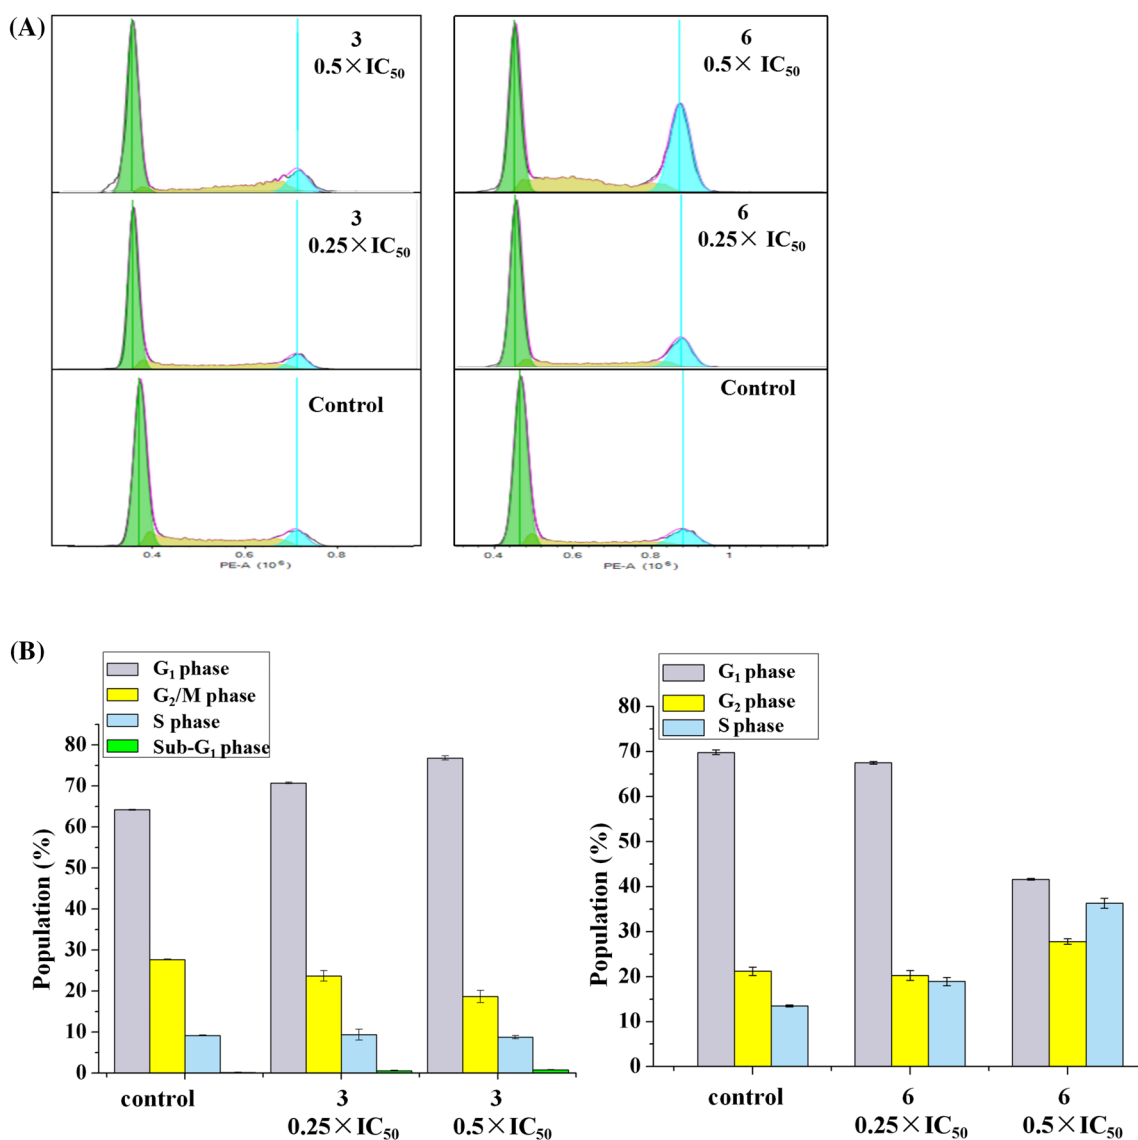 (A)
3
0.5×IC₅₀
6
0.5× IC₅₀
3
0.25×IC₅₀
6
0.25× IC₅₀
Control
Control
0.4 0.6 0.8
PE-A (10⁶)
0.4 0.6 0.8 1
PE-A (10⁶)
(B)
G₁ phase
G₂/M phase
S phase
Sub-G₁ phase
Population (%)
80
70
60
50
40
30
20
10
0
control
3
0.25×IC₅₀
3
0.5×IC₅₀
G₁ phase
G₂ phase
S phase
Population (%)
80
70
60
50
40
30
20
10
0
control
6
0.25×IC₅₀
6
0.5×IC₅₀